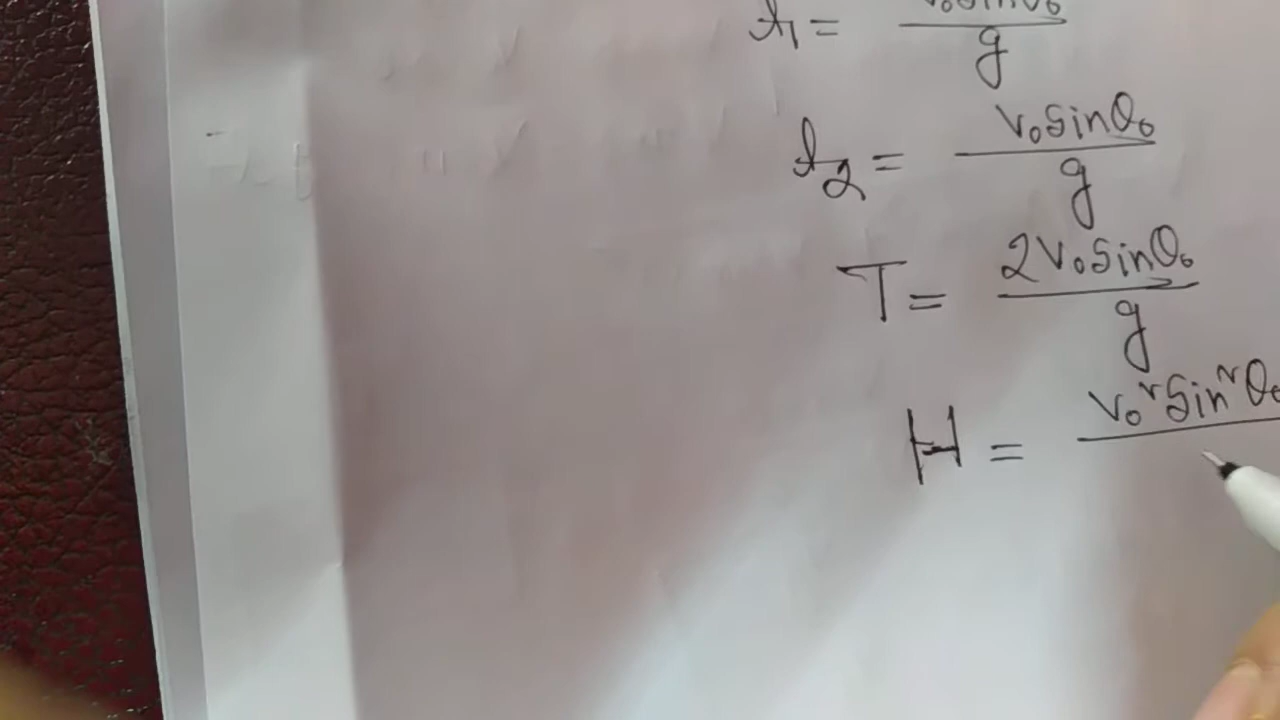 t₁ = v₀sinθ₀ / g
t₂ = v₀sinθ₀ / g
T = 2v₀sinθ₀ / g
H = v₀²sin²θ₀